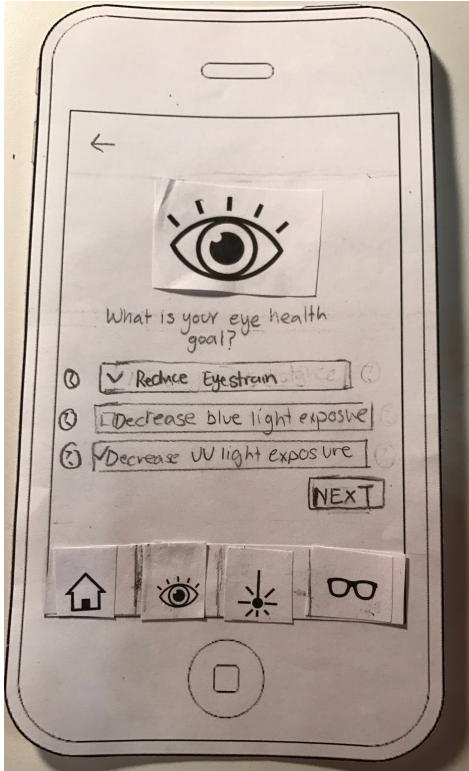 What is your eye health
goal?
? Reduce Eyestrain
? Decrease blue light exposure
? Decrease UV light exposure
NEXT